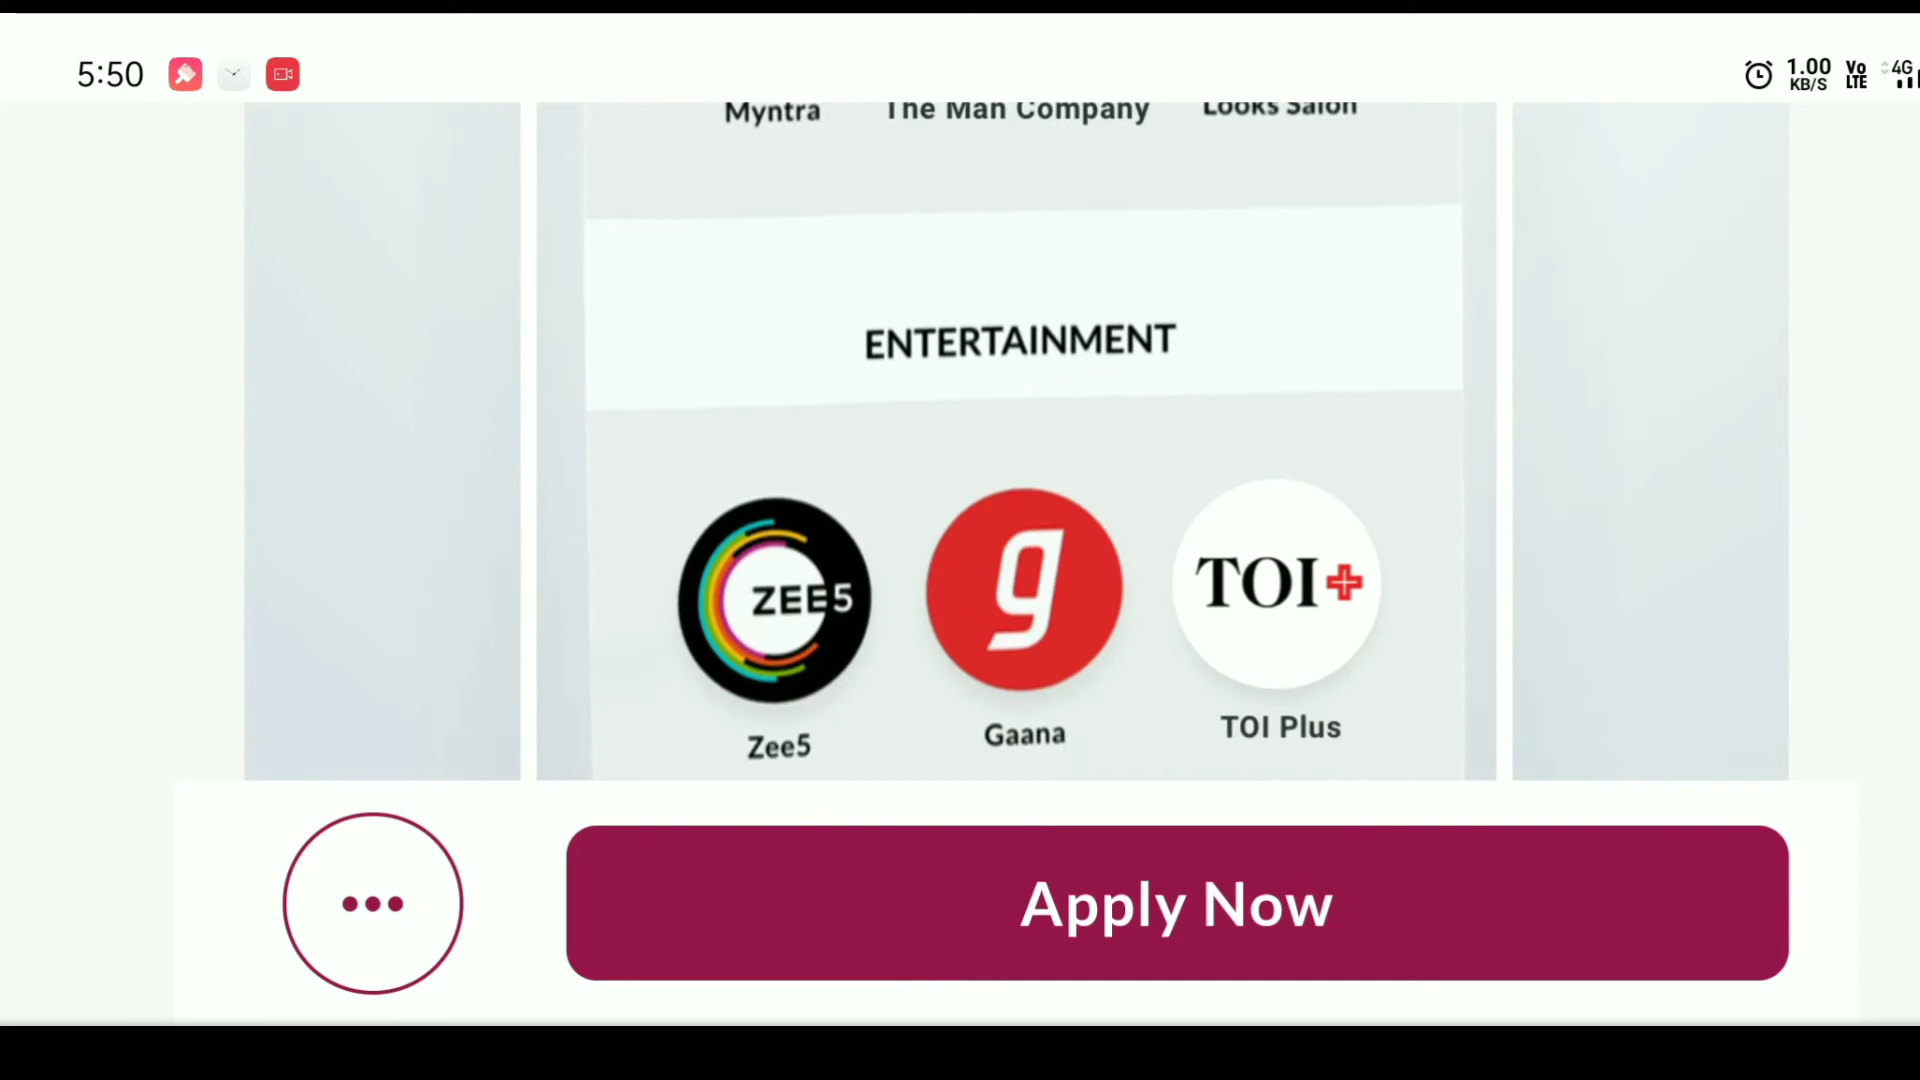 5:50
1.00 KB/S
Vo LTE
4G
Myntra The Man Company Looks Salon
ENTERTAINMENT
ZEE5
g
TOI+
Zee5 Gaana TOI Plus
Apply Now